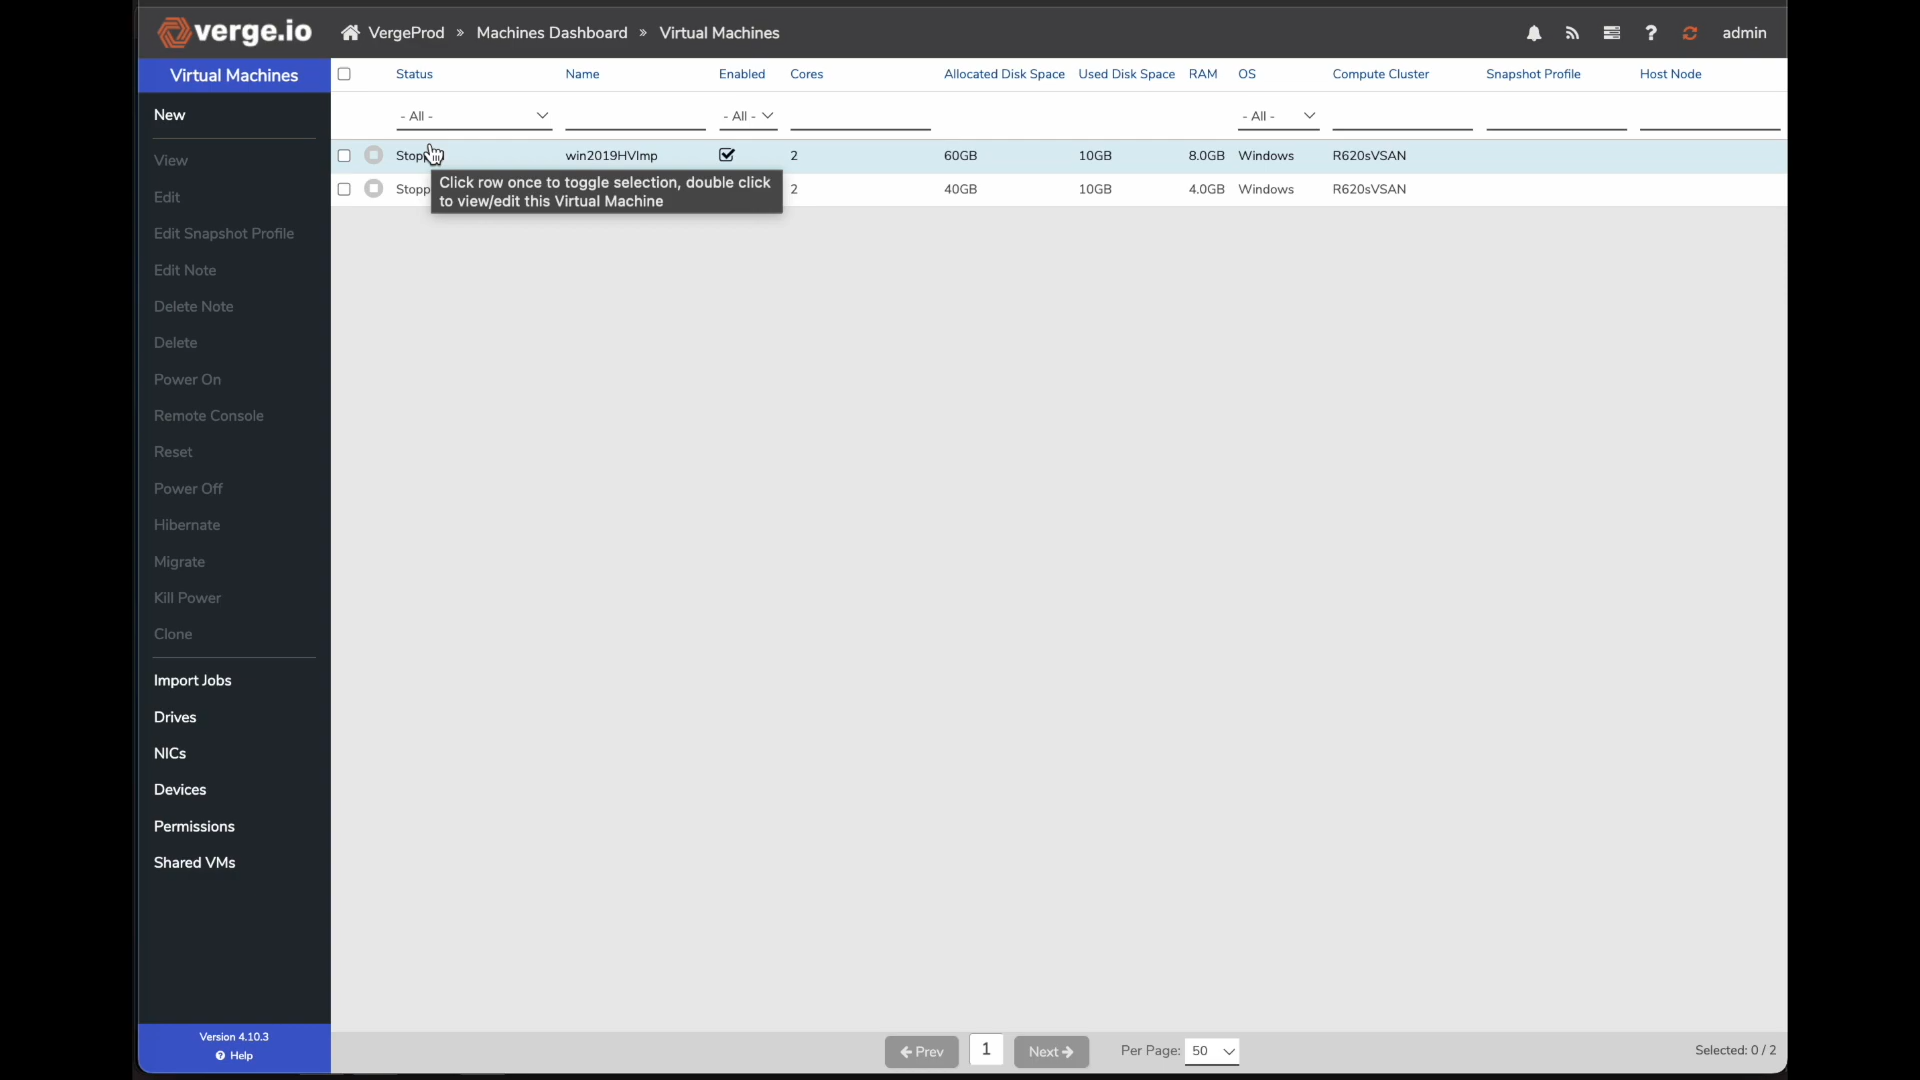 verge.io
VergeProd » Machines Dashboard » Virtual Machines
? admin
Virtual Machines
Status Name Enabled Cores Allocated Disk Space Used Disk Space RAM OS Compute Cluster Snapshot Profile Host Node
New
- All - - All - - All -
win2019HVImp 2 60GB 10GB 8.0GB Windows R620sVSAN
2 40GB 10GB 4.0GB Windows R620sVSAN
Click row once to toggle selection, double click
to view/edit this Virtual Machine
View
Edit
Edit Snapshot Profile
Edit Note
Delete Note
Delete
Power On
Remote Console
Reset
Power Off
Hibernate
Migrate
Kill Power
Clone
Import Jobs
Drives
NICs
Devices
Permissions
Shared VMs
Version 4.10.3
? Help
← Prev 1 Next → Per Page: 50 Selected: 0 / 2